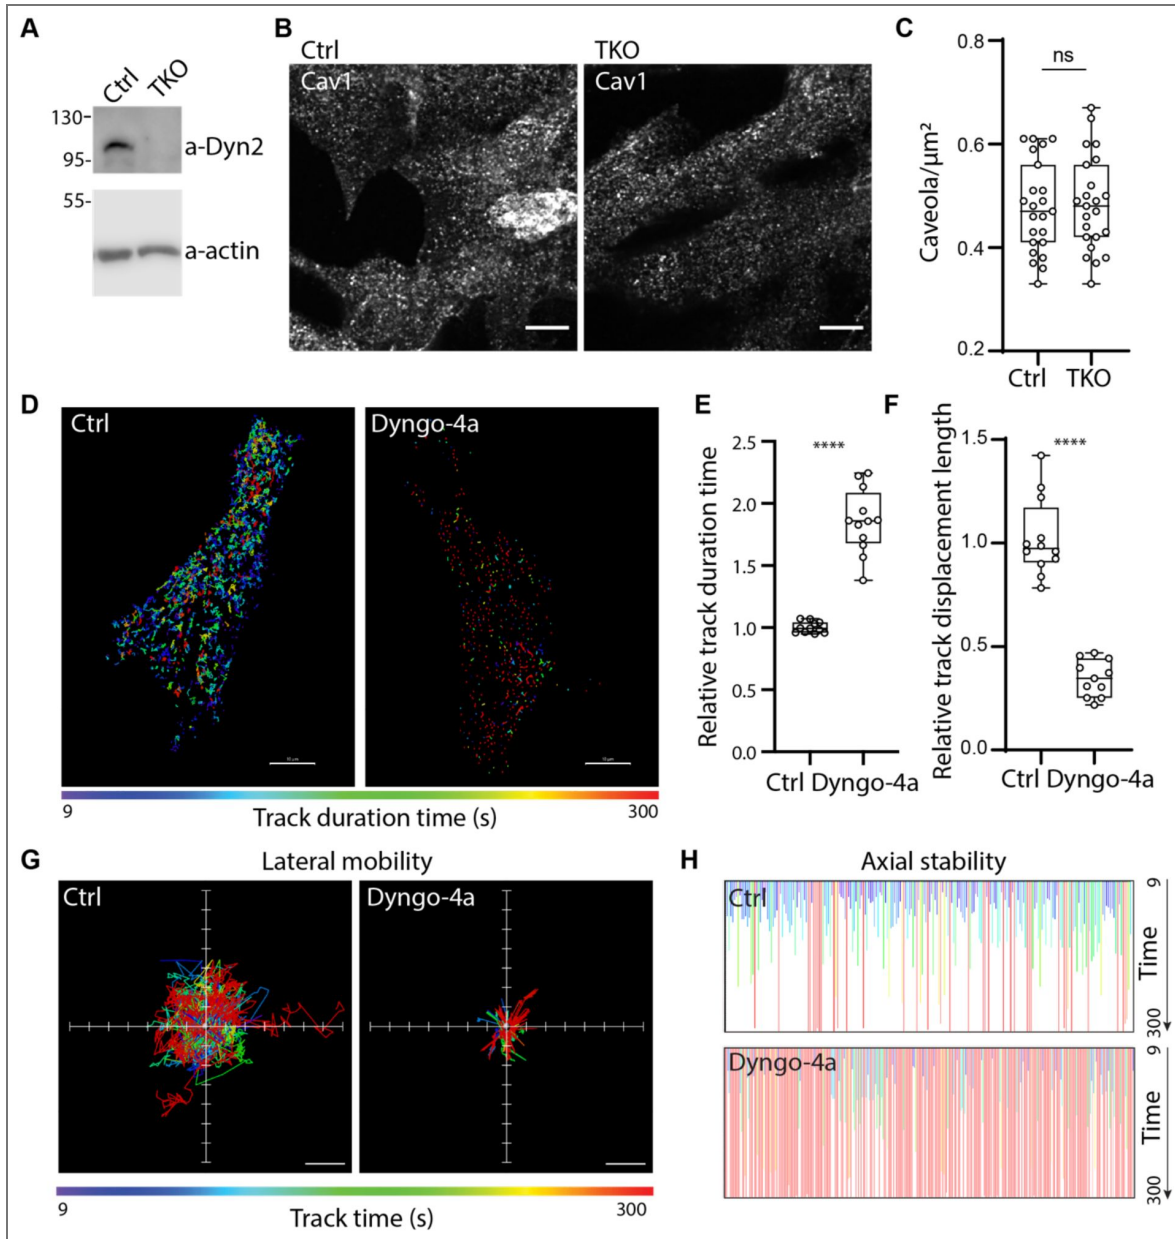 A
Ctrl TKO
130-
95-
a-Dyn2
55-
a-actin
B
Ctrl TKO
Cav1 Cav1
C
ns
Caveola/µm²
0.8
0.6
0.4
0.2
Ctrl TKO
D
Ctrl Dyngo-4a
10 µm 10 µm
9 300
Track duration time (s)
E
****
Relative track duration time
2.5
2.0
1.5
1.0
0.5
0.0
Ctrl Dyngo-4a
F
****
Relative track displacement length
1.5
1.0
0.5
0.0
Ctrl Dyngo-4a
G
Lateral mobility
Ctrl Dyngo-4a
9 300
Track time (s)
H
Axial stability
Ctrl
9
Time
300
Dyngo-4a
9
Time
300